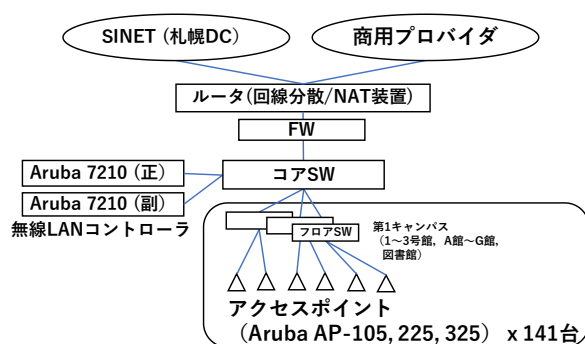 SINET (札幌DC)
商用プロバイダ
ルータ(回線分散/NAT装置)
FW
Aruba 7210 (正)
コアSW
Aruba 7210 (副)
無線LANコントローラ
フロアSW
第1キャンパス
(1~3号館, A館~G館,
図書館)
アクセスポイント
(Aruba AP-105, 225, 325) x 141台